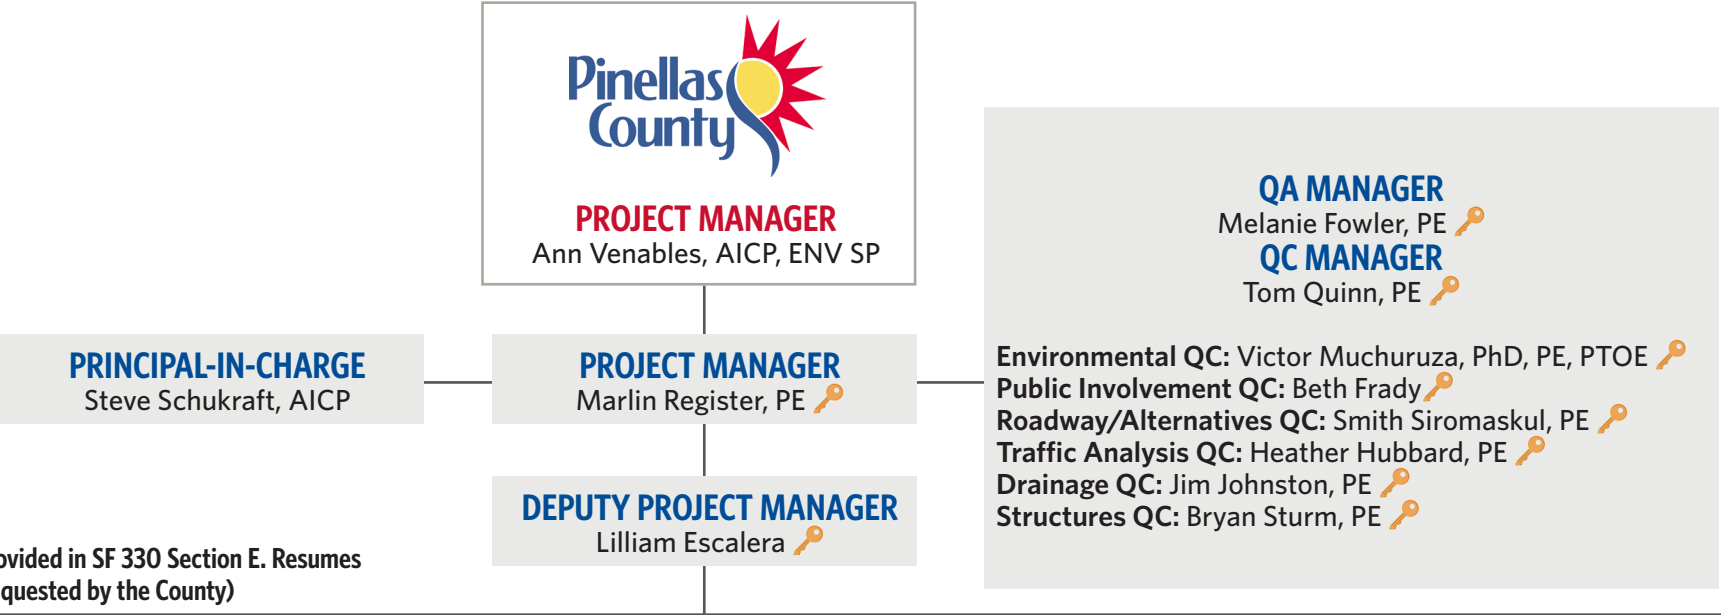 Pinellas
County
PROJECT MANAGER
Ann Venables, AICP, ENV SP
QA MANAGER
Melanie Fowler, PE
QC MANAGER
Tom Quinn, PE
PRINCIPAL-IN-CHARGE
Steve Schukraft, AICP
PROJECT MANAGER
Marlin Register, PE
Environmental QC: Victor Muchuruza, PhD, PE, PTOE
Public Involvement QC: Beth Frady
Roadway/Alternatives QC: Smith Siromaskul, PE
Traffic Analysis QC: Heather Hubbard, PE
Drainage QC: Jim Johnston, PE
Structures QC: Bryan Sturm, PE
DEPUTY PROJECT MANAGER
Lilliam Escalera
ovided in SF 330 Section E. Resumes
quested by the County)